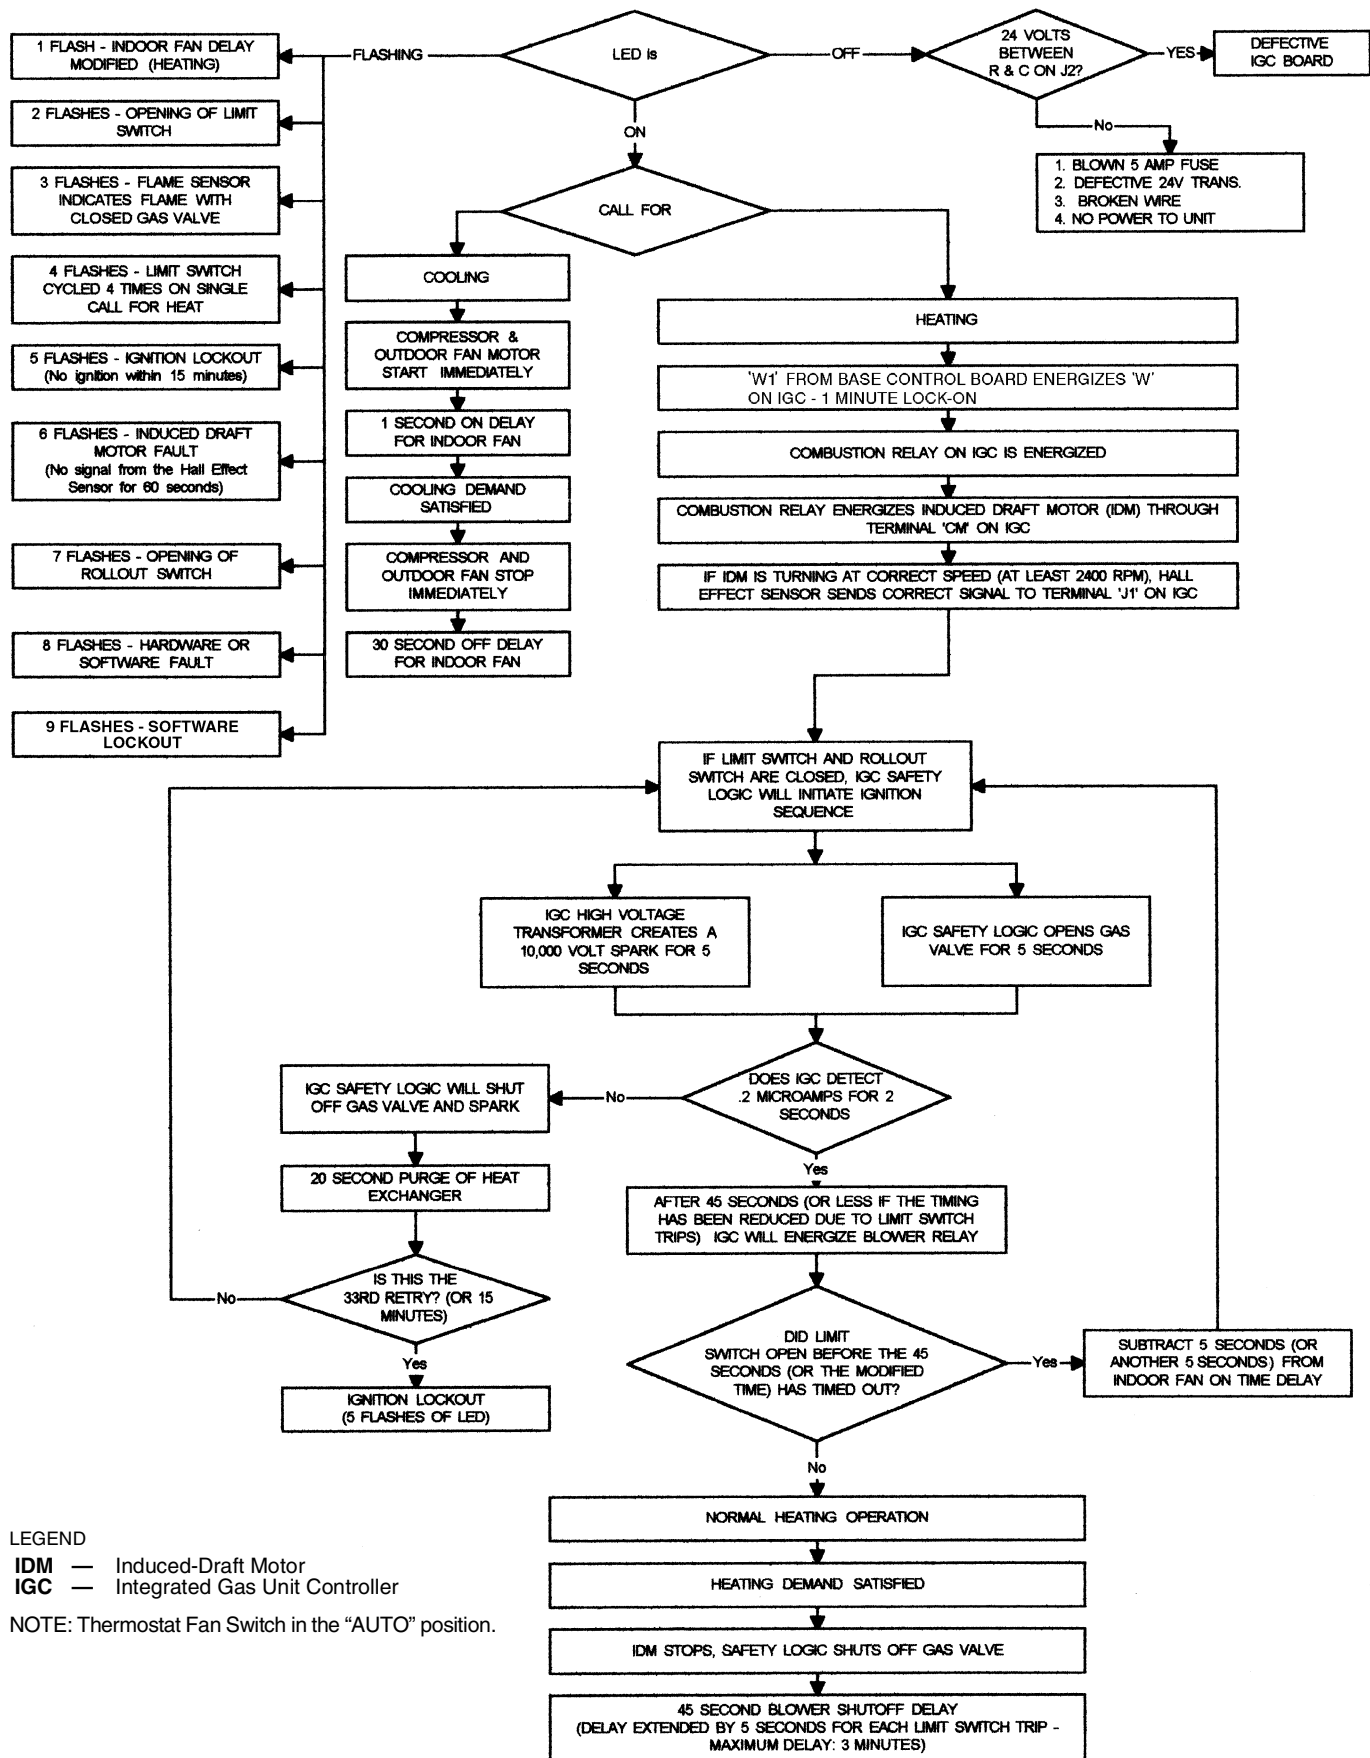 1 FLASH - INDOOR FAN DELAY
MODIFIED (HEATING)
FLASHING
LED is
OFF
24 VOLTS
BETWEEN
R & C ON J2?
YES
DEFECTIVE
IGC BOARD
2 FLASHES - OPENING OF LIMIT
SWITCH
ON
No
1. BLOWN 5 AMP FUSE
2. DEFECTIVE 24V TRANS.
3. BROKEN WIRE
4. NO POWER TO UNIT
3 FLASHES - FLAME SENSOR
INDICATES FLAME WITH
CLOSED GAS VALVE
CALL FOR
4 FLASHES - LIMIT SWITCH
CYCLED 4 TIMES ON SINGLE
CALL FOR HEAT
5 FLASHES - IGNITION LOCKOUT
(No ignition within 15 minutes)
6 FLASHES - INDUCED DRAFT
MOTOR FAULT
(No signal from the Hall Effect
Sensor for 60 seconds)
7 FLASHES - OPENING OF
ROLLOUT SWITCH
8 FLASHES - HARDWARE OR
SOFTWARE FAULT
9 FLASHES - SOFTWARE
LOCKOUT
COOLING
COMPRESSOR &
OUTDOOR FAN MOTOR
START IMMEDIATELY
1 SECOND ON DELAY
FOR INDOOR FAN
COOLING DEMAND
SATISFIED
COMPRESSOR AND
OUTDOOR FAN STOP
IMMEDIATELY
30 SECOND OFF DELAY
FOR INDOOR FAN
HEATING
'W1' FROM BASE CONTROL BOARD ENERGIZES 'W'
ON IGC - 1 MINUTE LOCK-ON
COMBUSTION RELAY ON IGC IS ENERGIZED
COMBUSTION RELAY ENERGIZES INDUCED DRAFT MOTOR (IDM) THROUGH
TERMINAL 'CM' ON IGC
IF IDM IS TURNING AT CORRECT SPEED (AT LEAST 2400 RPM), HALL
EFFECT SENSOR SENDS CORRECT SIGNAL TO TERMINAL 'J1' ON IGC
IF LIMIT SWITCH AND ROLLOUT
SWITCH ARE CLOSED, IGC SAFETY
LOGIC WILL INITIATE IGNITION
SEQUENCE
IGC HIGH VOLTAGE
TRANSFORMER CREATES A
10,000 VOLT SPARK FOR 5
SECONDS
IGC SAFETY LOGIC OPENS GAS
VALVE FOR 5 SECONDS
DOES IGC DETECT
.2 MICROAMPS FOR 2
SECONDS
No
IGC SAFETY LOGIC WILL SHUT
OFF GAS VALVE AND SPARK
20 SECOND PURGE OF HEAT
EXCHANGER
IS THIS THE
33RD RETRY? (OR 15
MINUTES)
No
Yes
IGNITION LOCKOUT
(5 FLASHES OF LED)
Yes
AFTER 45 SECONDS (OR LESS IF THE TIMING
HAS BEEN REDUCED DUE TO LIMIT SWITCH
TRIPS) IGC WILL ENERGIZE BLOWER RELAY
DID LIMIT
SWITCH OPEN BEFORE THE 45
SECONDS (OR THE MODIFIED
TIME) HAS TIMED OUT?
Yes
SUBTRACT 5 SECONDS (OR
ANOTHER 5 SECONDS) FROM
INDOOR FAN ON TIME DELAY
No
NORMAL HEATING OPERATION
HEATING DEMAND SATISFIED
IDM STOPS, SAFETY LOGIC SHUTS OFF GAS VALVE
45 SECOND BLOWER SHUTOFF DELAY
(DELAY EXTENDED BY 5 SECONDS FOR EACH LIMIT SWITCH TRIP -
MAXIMUM DELAY: 3 MINUTES)
LEGEND
IDM — Induced-Draft Motor
IGC — Integrated Gas Unit Controller
NOTE: Thermostat Fan Switch in the “AUTO” position.